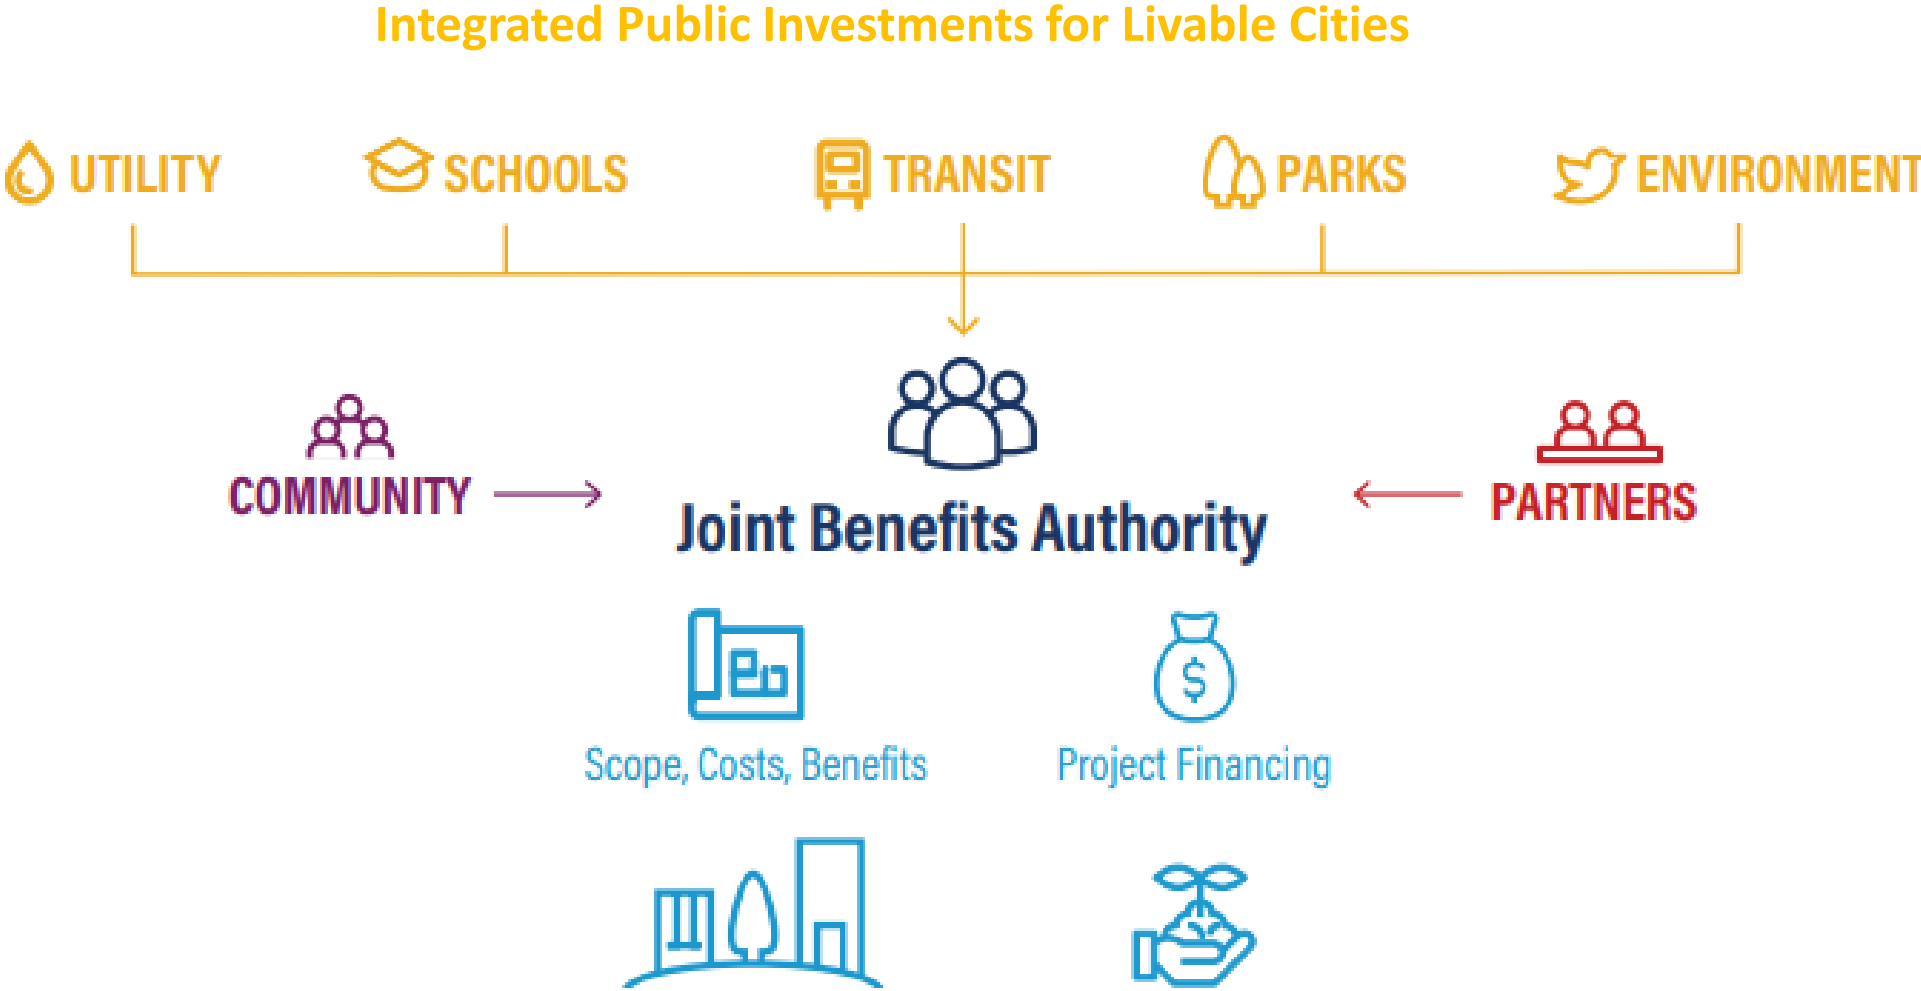 Integrated Public Investments for Livable Cities
UTILITY
SCHOOLS
TRANSIT
PARKS
ENVIRONMENT
COMMUNITY
Joint Benefits Authority
PARTNERS
$
Scope, Costs, Benefits
Project Financing